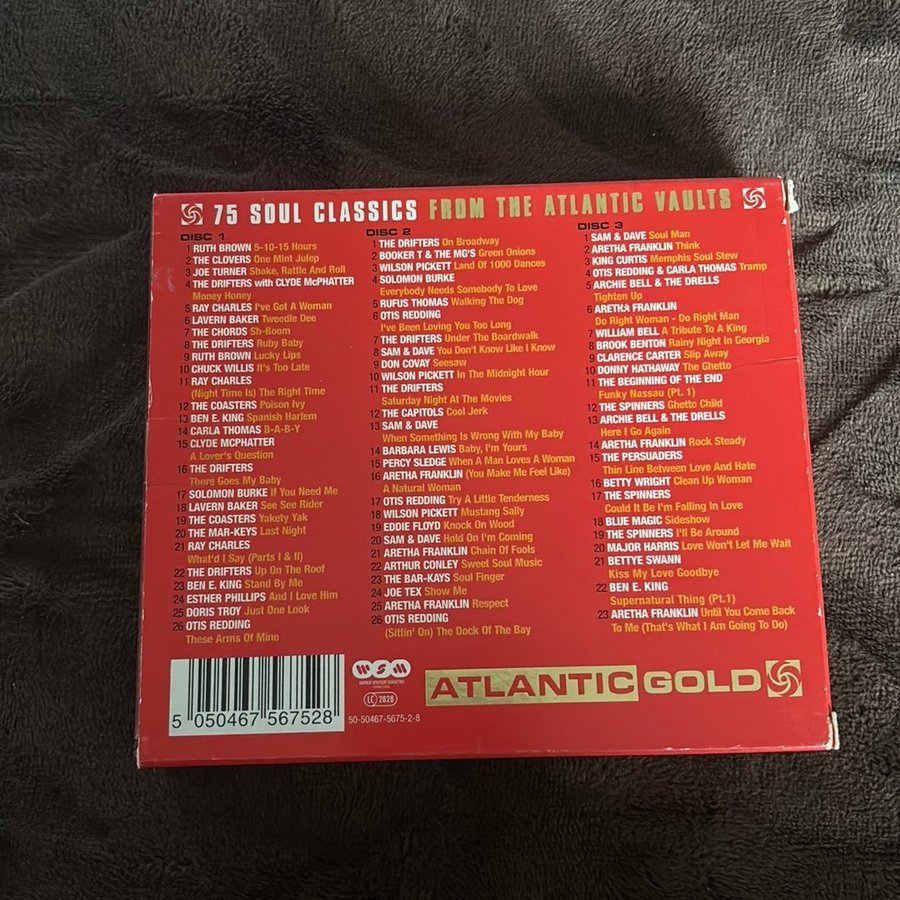 75 SOUL CLASSICS FROM THE ATLANTIC VAULTS
DISC 1
1 RUTH BROWN 5-10-15 Hours
2 THE CLOVERS One Mint Julep
3 JOE TURNER Shake, Rattle And Roll
4 THE DRIFTERS with CLYDE McPHATTER
Money Honey
5 RAY CHARLES I've Got A Woman
6 LAVERN BAKER Tweedle Dee
7 THE CHORDS Sh-Boom
8 THE DRIFTERS Ruby Baby
9 RUTH BROWN Lucky Lips
10 CHUCK WILLIS It's Too Late
11 RAY CHARLES
(Night Time Is) The Right Time
12 THE COASTERS Poison Ivy
13 BEN E. KING Spanish Harlem
14 CARLA THOMAS B-A-B-Y
15 CLYDE MCPHATTER
A Lover's Question
16 THE DRIFTERS
There Goes My Baby
17 SOLOMON BURKE If You Need Me
18 LAVERN BAKER See See Rider
19 THE COASTERS Yakety Yak
20 THE MAR-KEYS Last Night
21 RAY CHARLES
What'd I Say (Parts I & II)
22 THE DRIFTERS Up On The Roof
23 BEN E. KING Stand By Me
24 ESTHER PHILLIPS And I Love Him
25 DORIS TROY Just One Look
26 OTIS REDDING
These Arms Of Mine
DISC 2
1 THE DRIFTERS On Broadway
2 BOOKER T & THE MG'S Green Onions
3 WILSON PICKETT Land Of 1000 Dances
4 SOLOMON BURKE
Everybody Needs Somebody To Love
5 RUFUS THOMAS Walking The Dog
6 OTIS REDDING
I've Been Loving You Too Long
7 THE DRIFTERS Under The Boardwalk
8 SAM & DAVE You Don't Know Like I Know
9 DON COVAY Seesaw
10 WILSON PICKETT In The Midnight Hour
11 THE DRIFTERS
Saturday Night At The Movies
12 THE CAPITOLS Cool Jerk
13 SAM & DAVE
When Something Is Wrong With My Baby
14 BARBARA LEWIS Baby, I'm Yours
15 PERCY SLEDGE When A Man Loves A Woman
16 ARETHA FRANKLIN (You Make Me Feel Like)
A Natural Woman
17 OTIS REDDING Try A Little Tenderness
18 WILSON PICKETT Mustang Sally
19 EDDIE FLOYD Knock On Wood
20 SAM & DAVE Hold On I'm Coming
21 ARETHA FRANKLIN Chain Of Fools
22 ARTHUR CONLEY Sweet Soul Music
23 THE BAR-KAYS Soul Finger
24 JOE TEX Show Me
25 ARETHA FRANKLIN Respect
26 OTIS REDDING
(Sittin' On) The Dock Of The Bay
DISC 3
1 SAM & DAVE Soul Man
2 ARETHA FRANKLIN Think
3 KING CURTIS Memphis Soul Stew
4 OTIS REDDING & CARLA THOMAS Tramp
5 ARCHIE BELL & THE DRELLS
Tighten Up
6 ARETHA FRANKLIN
Do Right Woman - Do Right Man
7 WILLIAM BELL A Tribute To A King
8 BROOK BENTON Rainy Night In Georgia
9 CLARENCE CARTER Slip Away
10 DONNY HATHAWAY The Ghetto
11 THE BEGINNING OF THE END
Funky Nassau (Pt. 1)
12 THE SPINNERS Ghetto Child
13 ARCHIE BELL & THE DRELLS
Here I Go Again
14 ARETHA FRANKLIN Rock Steady
15 THE PERSUADERS
Thin Line Between Love And Hate
16 BETTY WRIGHT Clean Up Woman
17 THE SPINNERS
Could It Be I'm Falling In Love
18 BLUE MAGIC Sideshow
19 THE SPINNERS I'll Be Around
20 MAJOR HARRIS Love Won't Let Me Wait
21 BETTYE SWANN
Kiss My Love Goodbye
22 BEN E. KING
Supernatural Thing (Pt.1)
23 ARETHA FRANKLIN Until You Come Back
To Me (That's What I Am Going To Do)
5 050467 567528
WSM
LC 2828
50-50467-5675-2-8
ATLANTIC GOLD